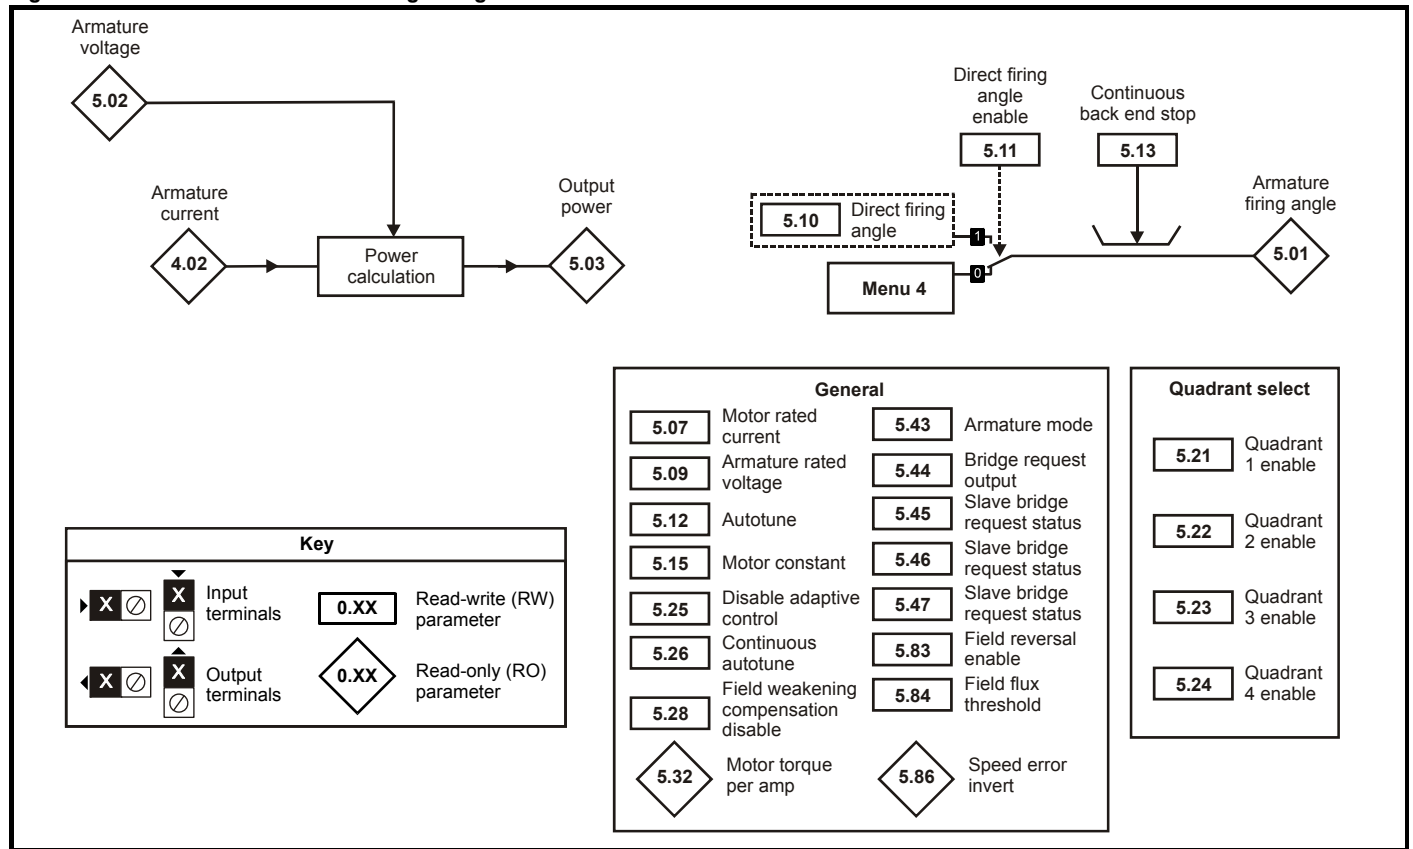 Armature
voltage
5.02
Armature
current
4.02
Power
calculation
Output
power
5.03
Direct firing
angle
enable
5.11
Continuous
back end stop
5.13
5.10
Direct firing
angle
1
0
Menu 4
Armature
firing angle
5.01
General
5.07
Motor rated
current
5.09
Armature rated
voltage
5.12
Autotune
5.15
Motor constant
5.25
Disable adaptive
control
5.26
Continuous
autotune
5.28
Field weakening
compensation
disable
5.32
Motor torque
per amp
5.43
Armature mode
5.44
Bridge request
output
5.45
Slave bridge
request status
5.46
Slave bridge
request status
5.47
Slave bridge
request status
5.83
Field reversal
enable
5.84
Field flux
threshold
5.86
Speed error
invert
Quadrant select
5.21
Quadrant
1 enable
5.22
Quadrant
2 enable
5.23
Quadrant
3 enable
5.24
Quadrant
4 enable
Key
X
X
Input
terminals
0.XX
Read-write (RW)
parameter
X
X
Output
terminals
0.XX
Read-only (RO)
parameter